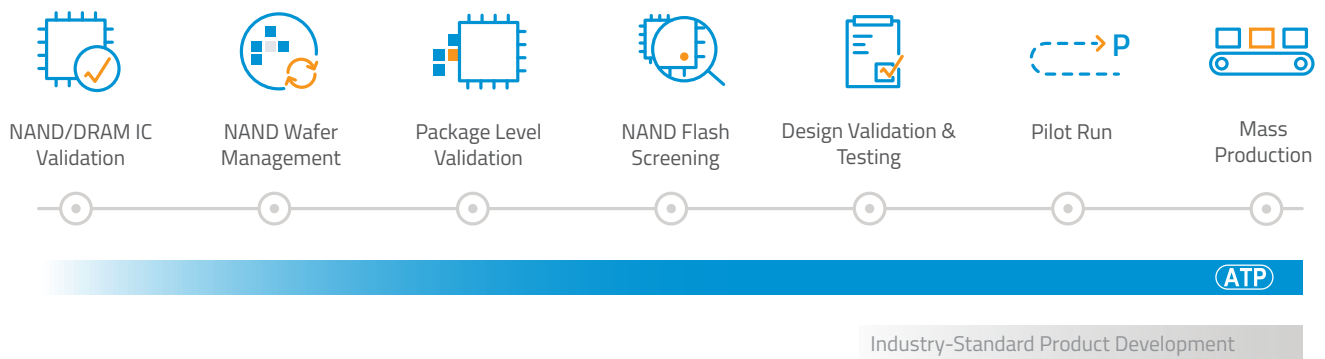 P
NAND/DRAM IC
Validation
NAND Wafer
Management
Package Level
Validation
NAND Flash
Screening
Design Validation &
Testing
Pilot Run
Mass
Production
ATP
Industry-Standard Product Development